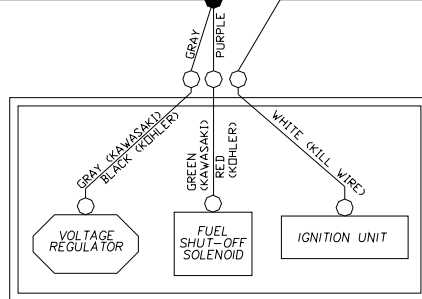 GRAY
PURPLE
GRAY (KAWASAKI)
BLACK (KOHLER)
GREEN
(KAWASAKI)
RED
(KOHLER)
WHITE (KILL WIRE)
VOLTAGE
REGULATOR
FUEL
SHUT-OFF
SOLENOID
IGNITION UNIT